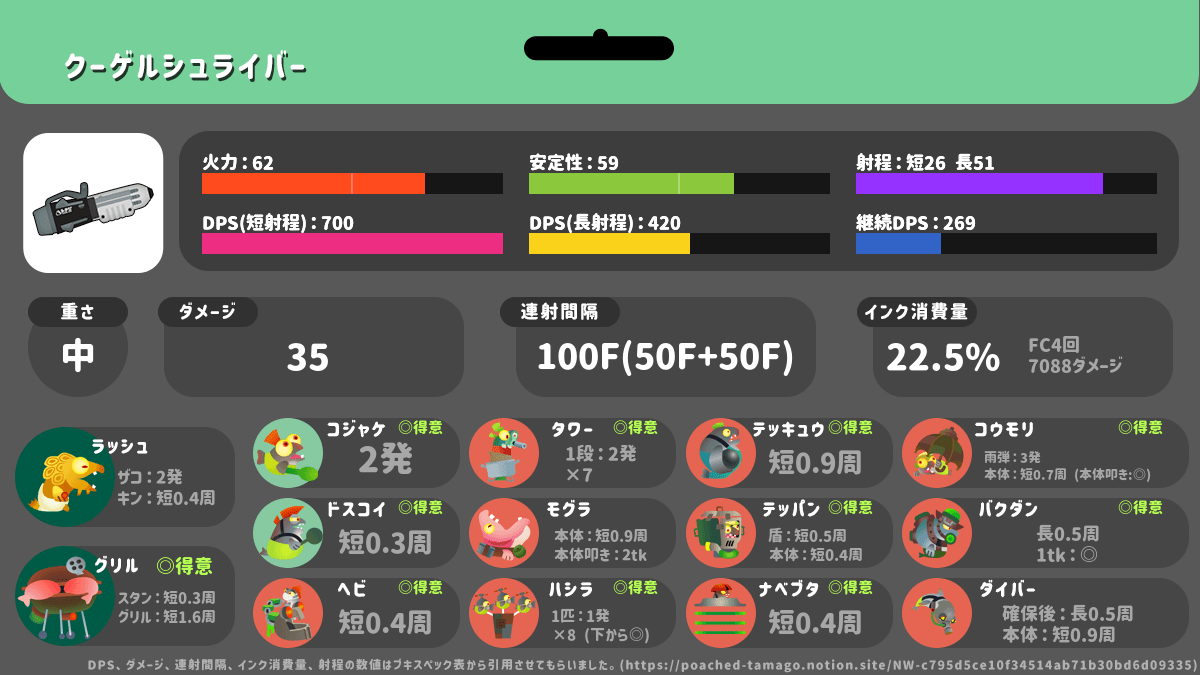 クーゲルシュライバー
火力：62
安定性：59
射程：短26 長51
DPS(短射程)：700
DPS(長射程)：420
継続DPS：269
重さ
中
ダメージ
35
連射間隔
100F(50F+50F)
インク消費量
22.5%
FC4回
7088ダメージ
ラッシュ
ザコ：2発
キン：短0.4周
グリル ◎得意
スタン：短0.3周
グリル：短1.6周
コジャケ ◎得意
2発
タワー ◎得意
1段：2発
×7
テッキュウ ◎得意
短0.9周
コウモリ ◎得意
雨弾：3発
本体：短0.7周 (本体叩き:◎)
ドスコイ ◎得意
短0.3周
モグラ
本体：短0.9周
本体叩き：2tk
テッパン ◎得意
盾：短0.5周
本体：短0.4周
バクダン ◎得意
長0.5周
1tk：◎
ヘビ ◎得意
短0.4周
ハシラ ◎得意
1匹：1発
×8 (下から◎)
ナベブタ ◎得意
短0.4周
ダイバー
確保後：長0.5周
本体：短0.9周
DPS、ダメージ、連射間隔、インク消費量、射程の数値はブキスペック表から引用させてもらいました。(https://poached-tamago.notion.site/NW-c795d5ce10f34514ab71b30bd6d09335)